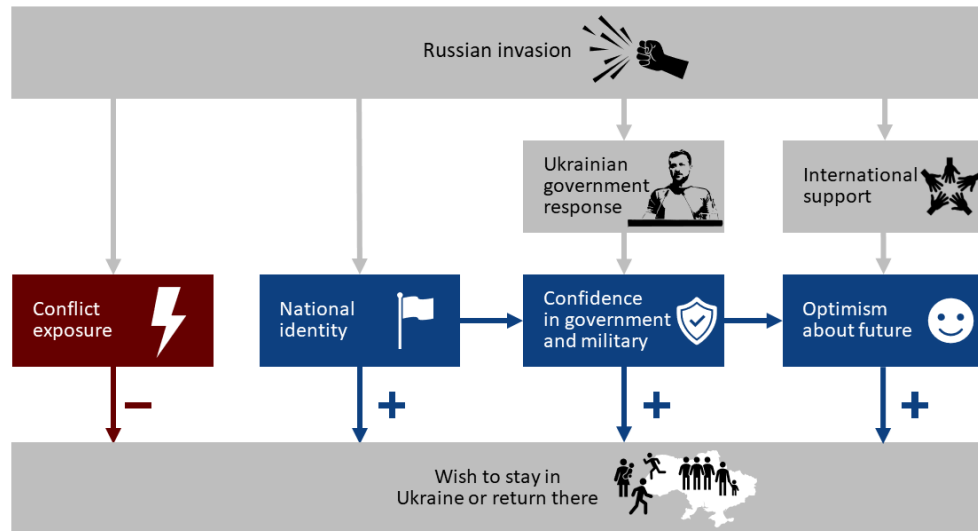 Russian invasion
Ukrainian
government
response
International
support
Conflict
exposure
National
identity
Confidence
in government
and military
Optimism
about future
−
+
+
+
Wish to stay in
Ukraine or return there